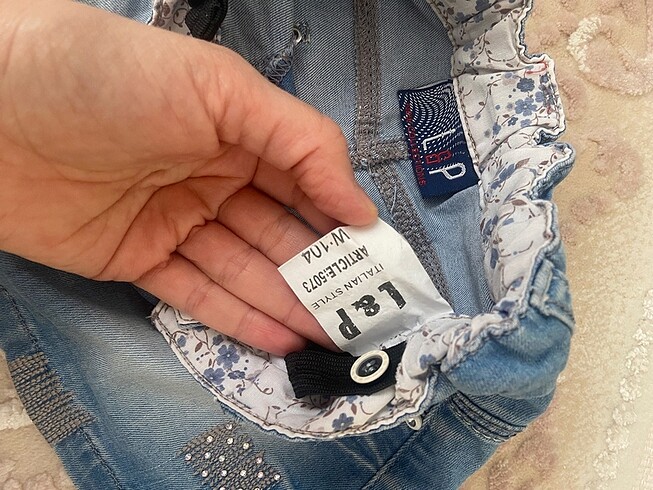 L&P
L & P
ITALIAN STYLE
ARTICLE:5073
W·104